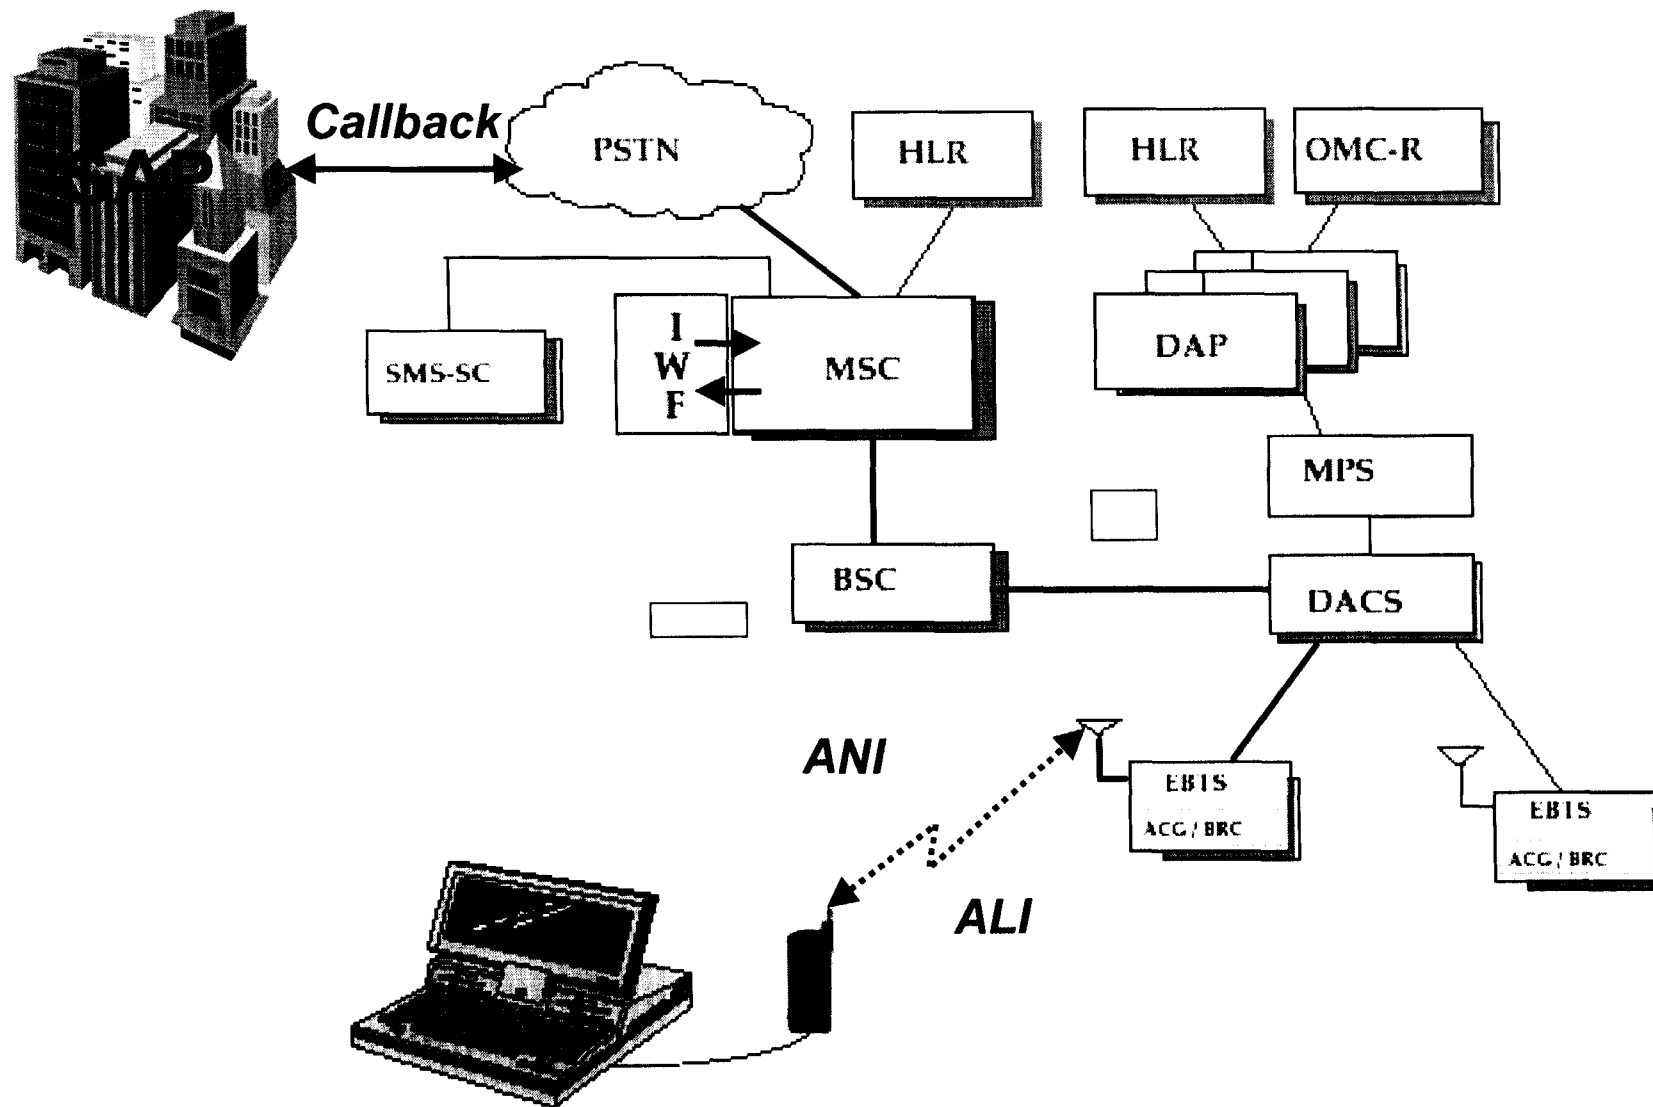 Callback
PSTN
HLR
HLR
OMC-R
SMS-SC
I
W
F
MSC
DAP
MPS
BSC
DACS
ANI
EBTS
ACG / BRC
EBTS
ACG / BRC
ALI